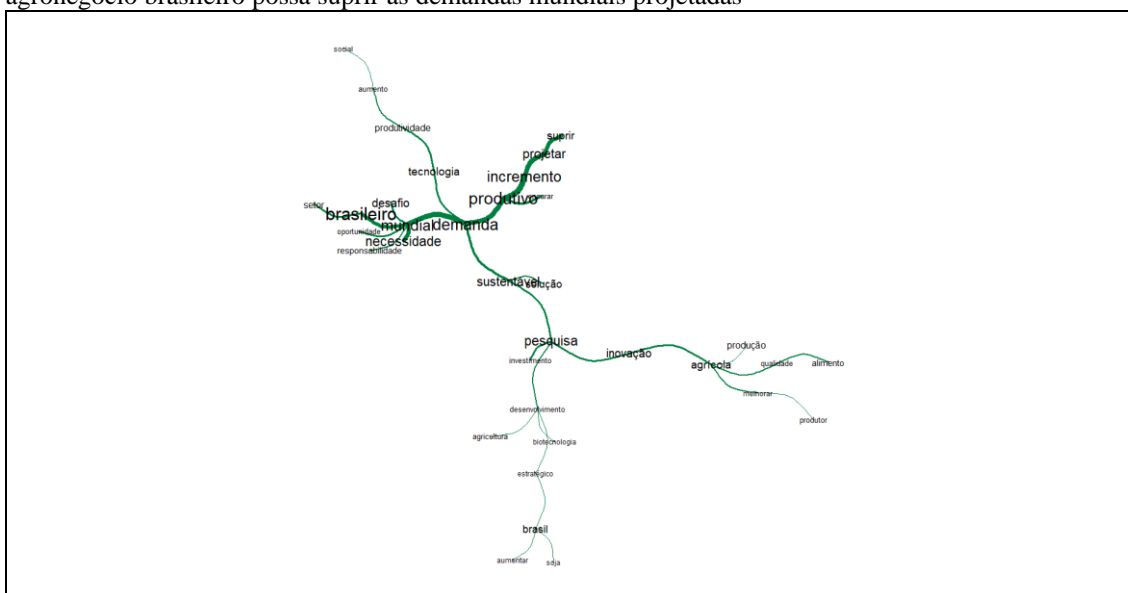 agronegócio brasileiro possa suprir as demandas mundiais projetadas
social
aumento
produtividade
suprir
projetar
tecnologia
incremento
produtivo
setor
desafio
brasileiro
mundial
demanda
oportunidade
necessidade
responsabilidade
sustentável
solução
pesquisa
investimento
inovação
produção
agrícola
qualidade
alimento
melhorar
produtor
desenvolvimento
agricultura
biotecnologia
estratégico
brasil
aumentar
soja